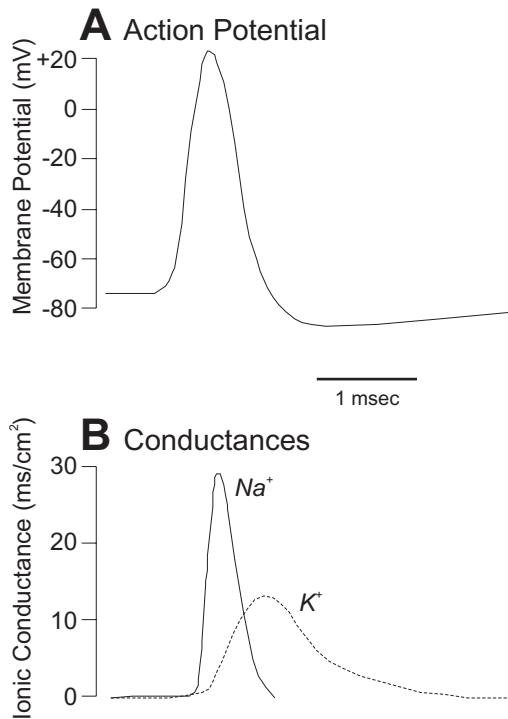 A Action Potential
Membrane Potential (mV)
+20
0
-20
-40
-60
-80
1 msec
B Conductances
Ionic Conductance (ms/cm²)
30
20
10
0
Na⁺
K⁺